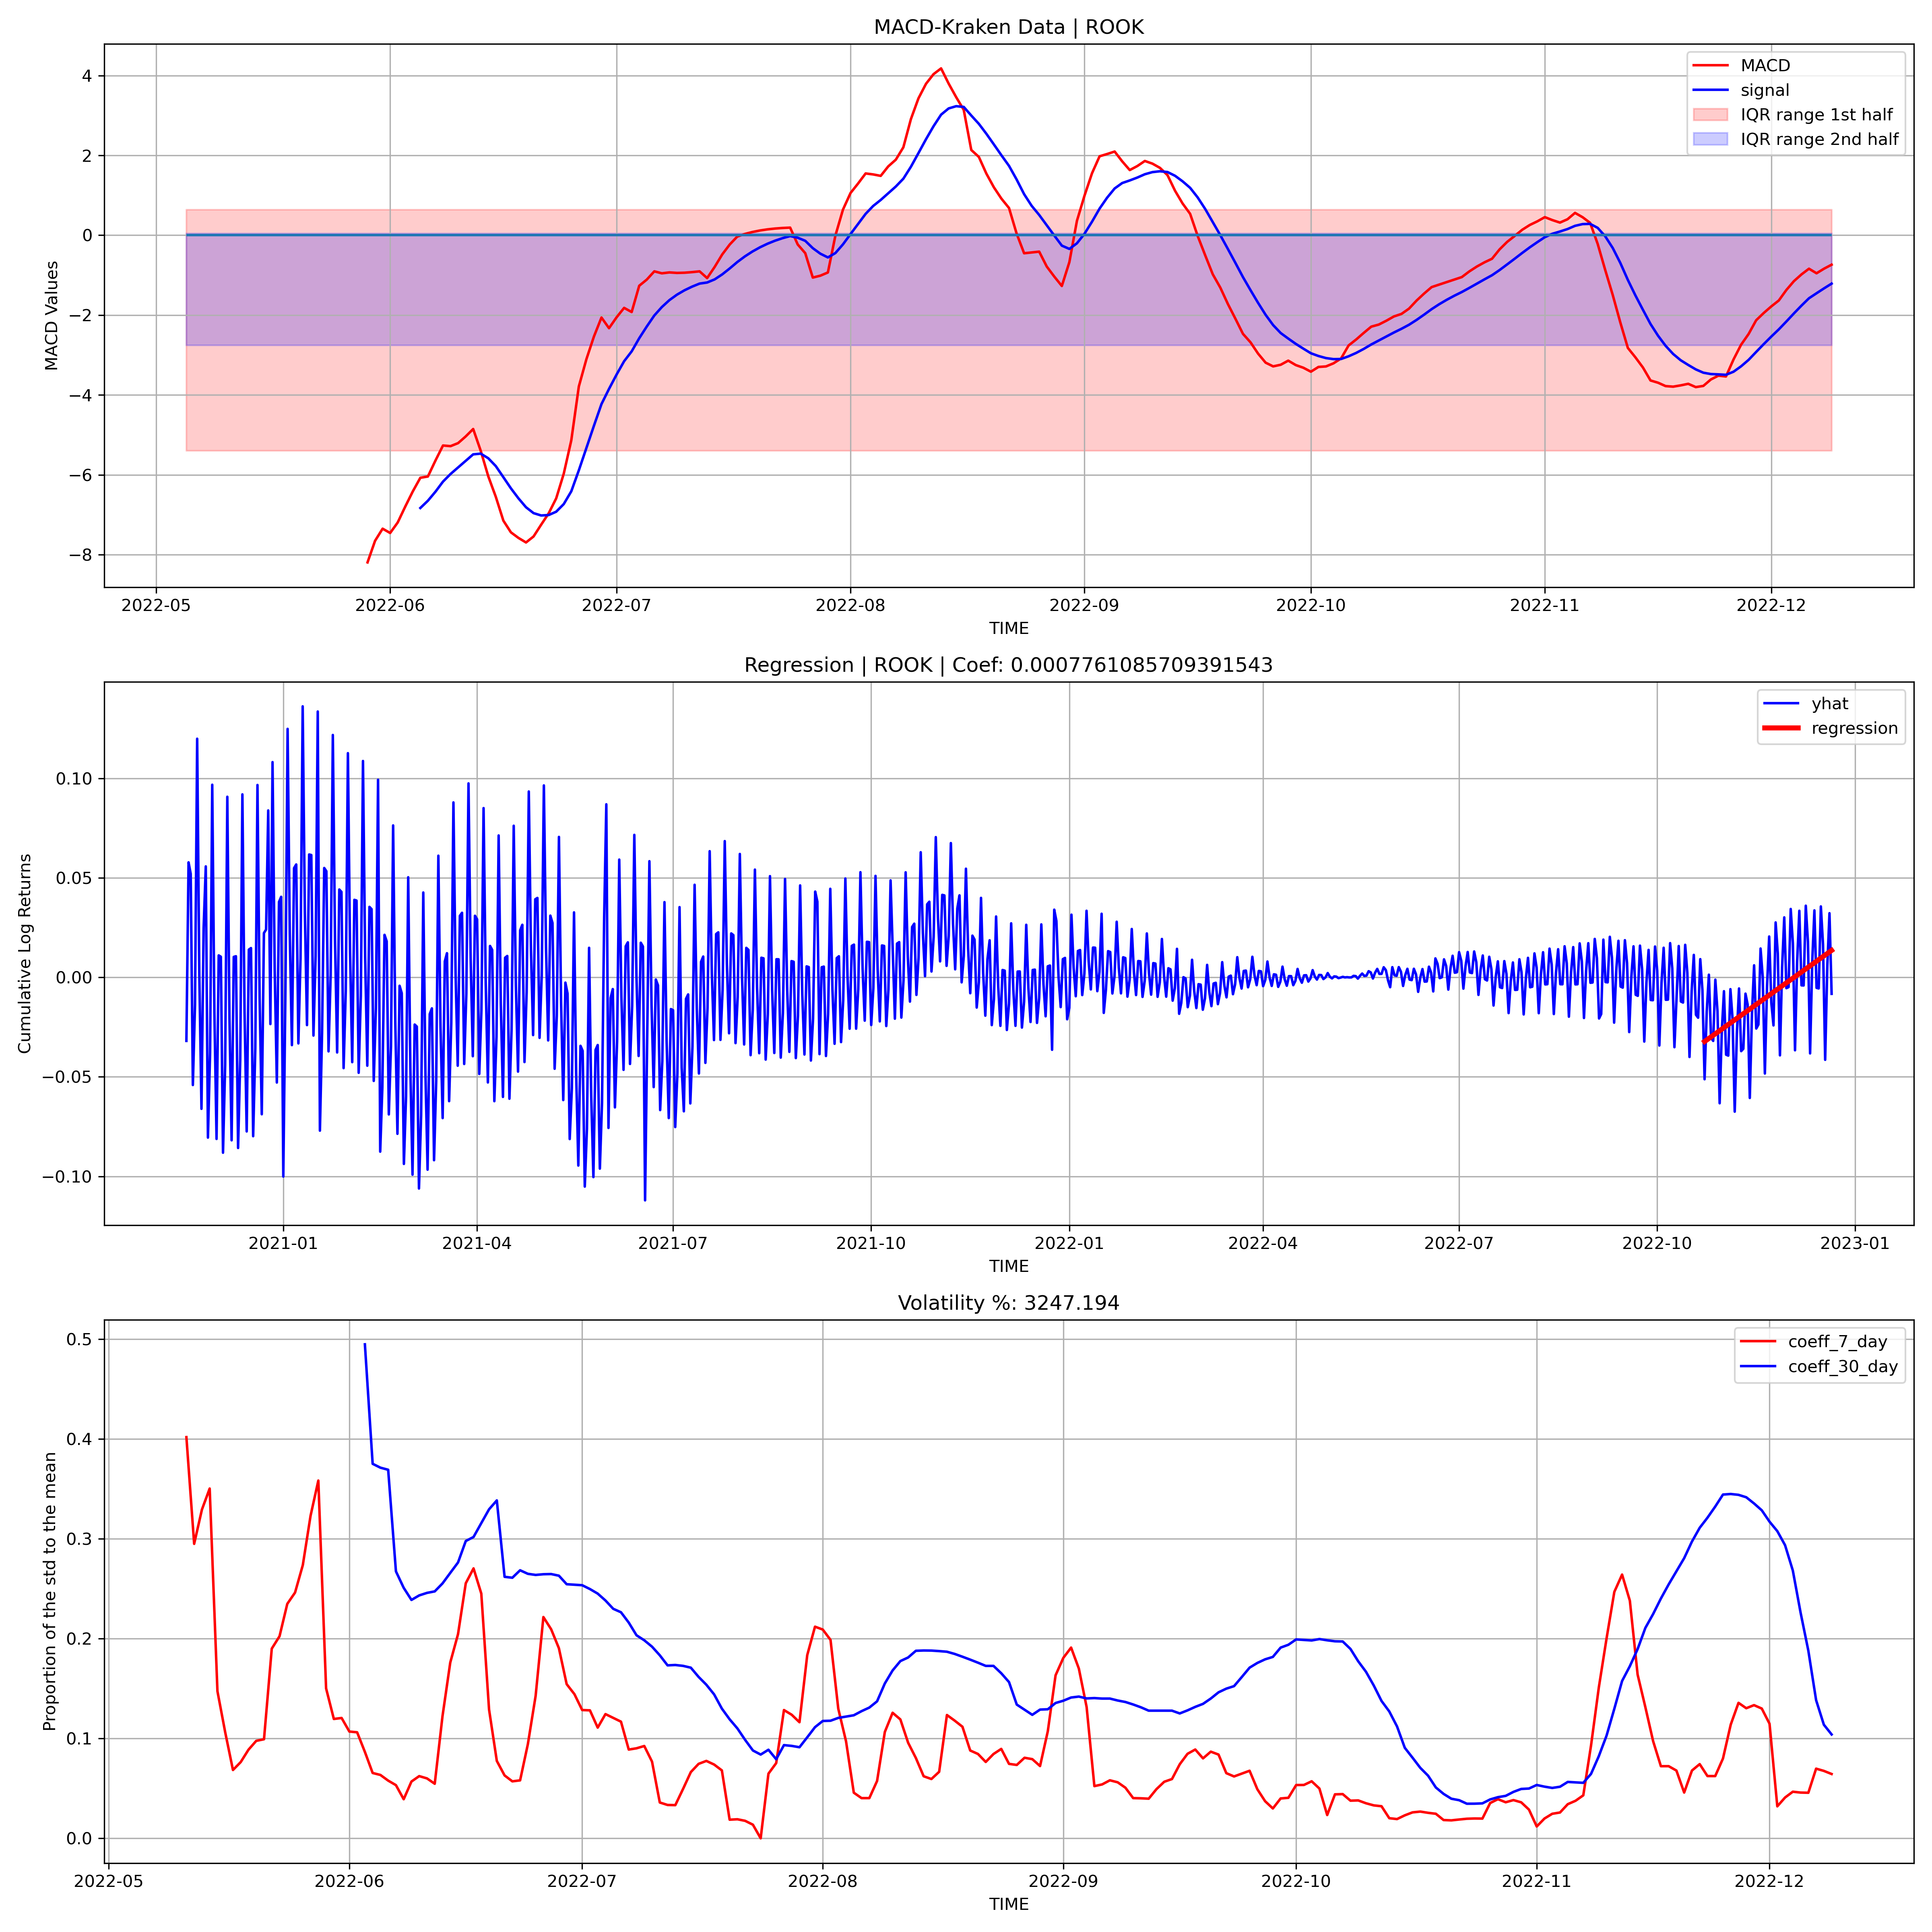 MACD-Kraken Data | ROOK
MACD
signal
IQR range 1st half
IQR range 2nd half
4
2
0
−2
−4
−6
−8
MACD Values
2022-05 2022-06 2022-07 2022-08 2022-09 2022-10 2022-11 2022-12
TIME
Regression | ROOK | Coef: 0.0007761085709391543
yhat
regression
0.10
0.05
0.00
−0.05
−0.10
Cumulative Log Returns
2021-01 2021-04 2021-07 2021-10 2022-01 2022-04 2022-07 2022-10 2023-01
TIME
Volatility %: 3247.194
coeff_7_day
coeff_30_day
0.5
0.4
0.3
0.2
0.1
0.0
Proportion of the std to the mean
2022-05 2022-06 2022-07 2022-08 2022-09 2022-10 2022-11 2022-12
TIME